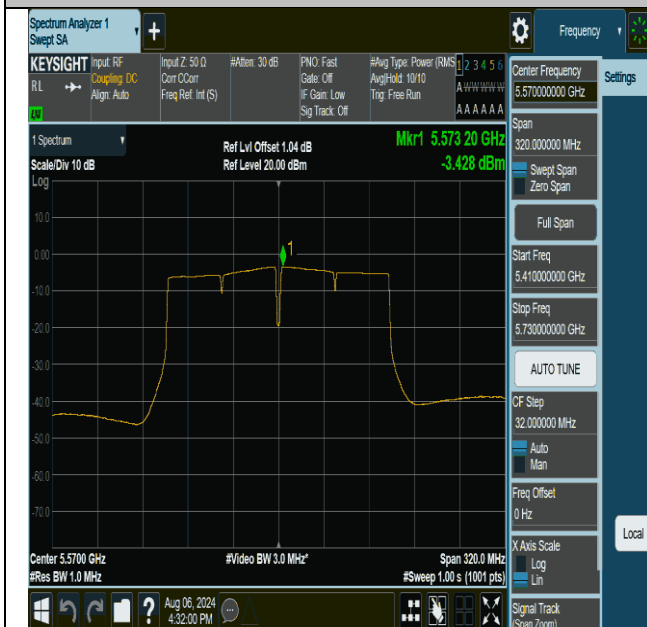 Spectrum Analyzer 1
Swept SA
Frequency
KEYSIGHT
RL
LXI
Input: RF
Coupling: DC
Align: Auto
Input Z: 50 Ω
Corr CCorr
Freq Ref: Int (S)
#Atten: 30 dB
PNO: Fast
Gate: Off
IF Gain: Low
Sig Track: Off
#Avg Type: Power (RMS
Avg|Hold: 10/10
Trig: Free Run
1 2 3 4 5 6
A W W W W W
A A A A A A
1 Spectrum
Scale/Div 10 dB
Ref Lvl Offset 1.04 dB
Ref Level 20.00 dBm
Mkr1 5.573 20 GHz
-3.428 dBm
Log
10.0
0.00
-10.0
-20.0
-30.0
-40.0
-50.0
-60.0
-70.0
1
Center 5.5700 GHz
#Res BW 1.0 MHz
#Video BW 3.0 MHz*
Span 320.0 MHz
#Sweep 1.00 s (1001 pts)
Aug 06, 2024
4:32:00 PM
Center Frequency
5.570000000 GHz
Span
320.000000 MHz
Swept Span
Zero Span
Full Span
Start Freq
5.410000000 GHz
Stop Freq
5.730000000 GHz
AUTO TUNE
CF Step
32.000000 MHz
Auto
Man
Freq Offset
0 Hz
X Axis Scale
Log
Lin
Signal Track
(Span Zoom)
Settings
Local